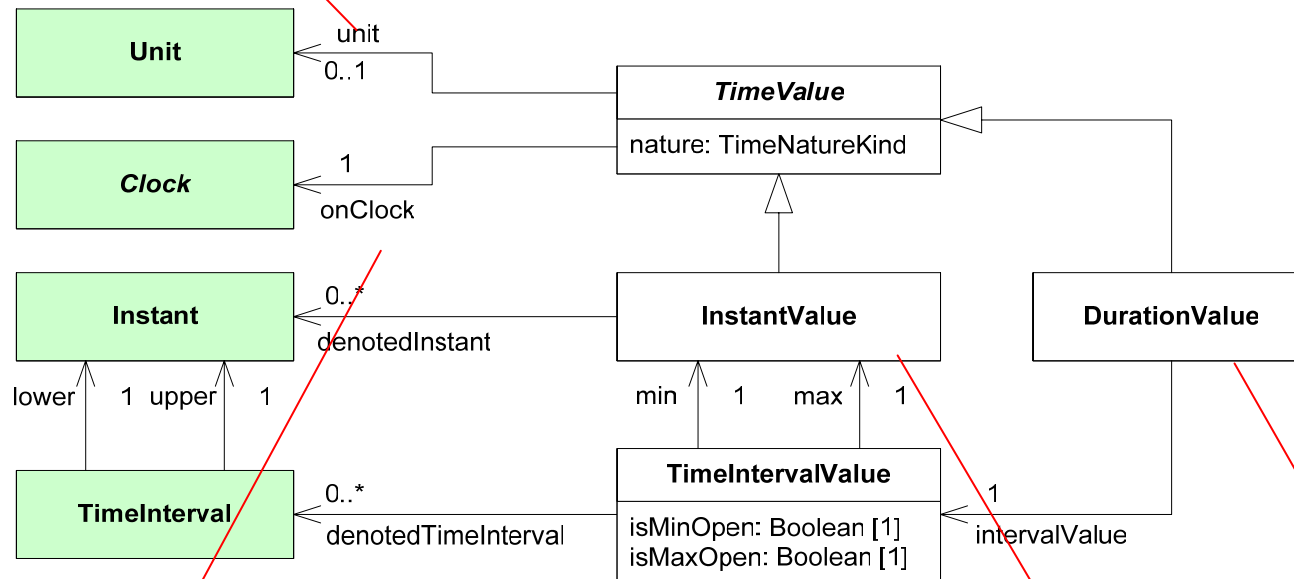 unit
Unit
0..1
TimeValue
nature: TimeNatureKind
1
Clock
onClock
0..*
Instant
InstantValue
DurationValue
denotedInstant
lower 1 upper 1
min 1 max 1
TimeIntervalValue
0..*
1
TimeInterval
isMinOpen: Boolean [1]
denotedTimeInterval
intervalValue
isMaxOpen: Boolean [1]